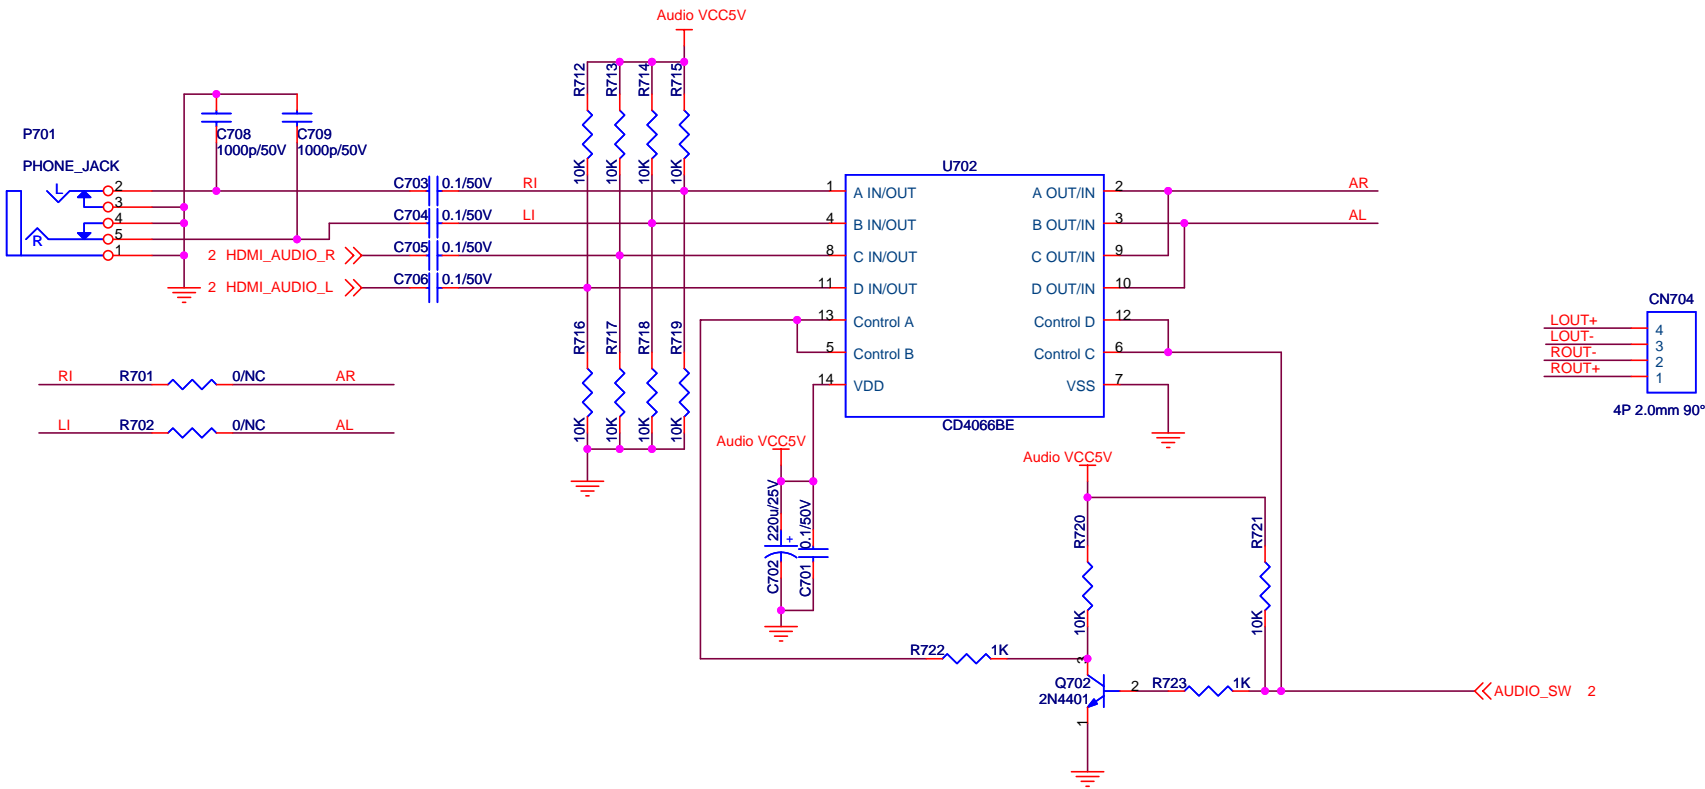 Audio VCC5V
R712
R713
R714
R715
10K
10K
10K
10K
P701
PHONE_JACK
C708
1000p/50V
C709
1000p/50V
L
R
2
3
4
5
1
C703 0.1/50V RI
C704 0.1/50V LI
2 HDMI_AUDIO_R C705 0.1/50V
2 HDMI_AUDIO_L C706 0.1/50V
R716
R717
R718
R719
10K
10K
10K
10K
RI R701 0/NC AR
LI R702 0/NC AL
U702
1 A IN/OUT A OUT/IN 2 AR
4 B IN/OUT B OUT/IN 3 AL
8 C IN/OUT C OUT/IN 9
11 D IN/OUT D OUT/IN 10
13 Control A Control D 12
5 Control B Control C 6
14 VDD VSS 7
CD4066BE
CN704
LOUT+ 4
LOUT- 3
ROUT- 2
ROUT+ 1
4P 2.0mm 90°
Audio VCC5V
220u/25V
+
C702
0.1/50V
C701
Audio VCC5V
R720
10K
R721
10K
R722 1K
3
Q702
2N4401
2 R723 1K
1
AUDIO_SW 2